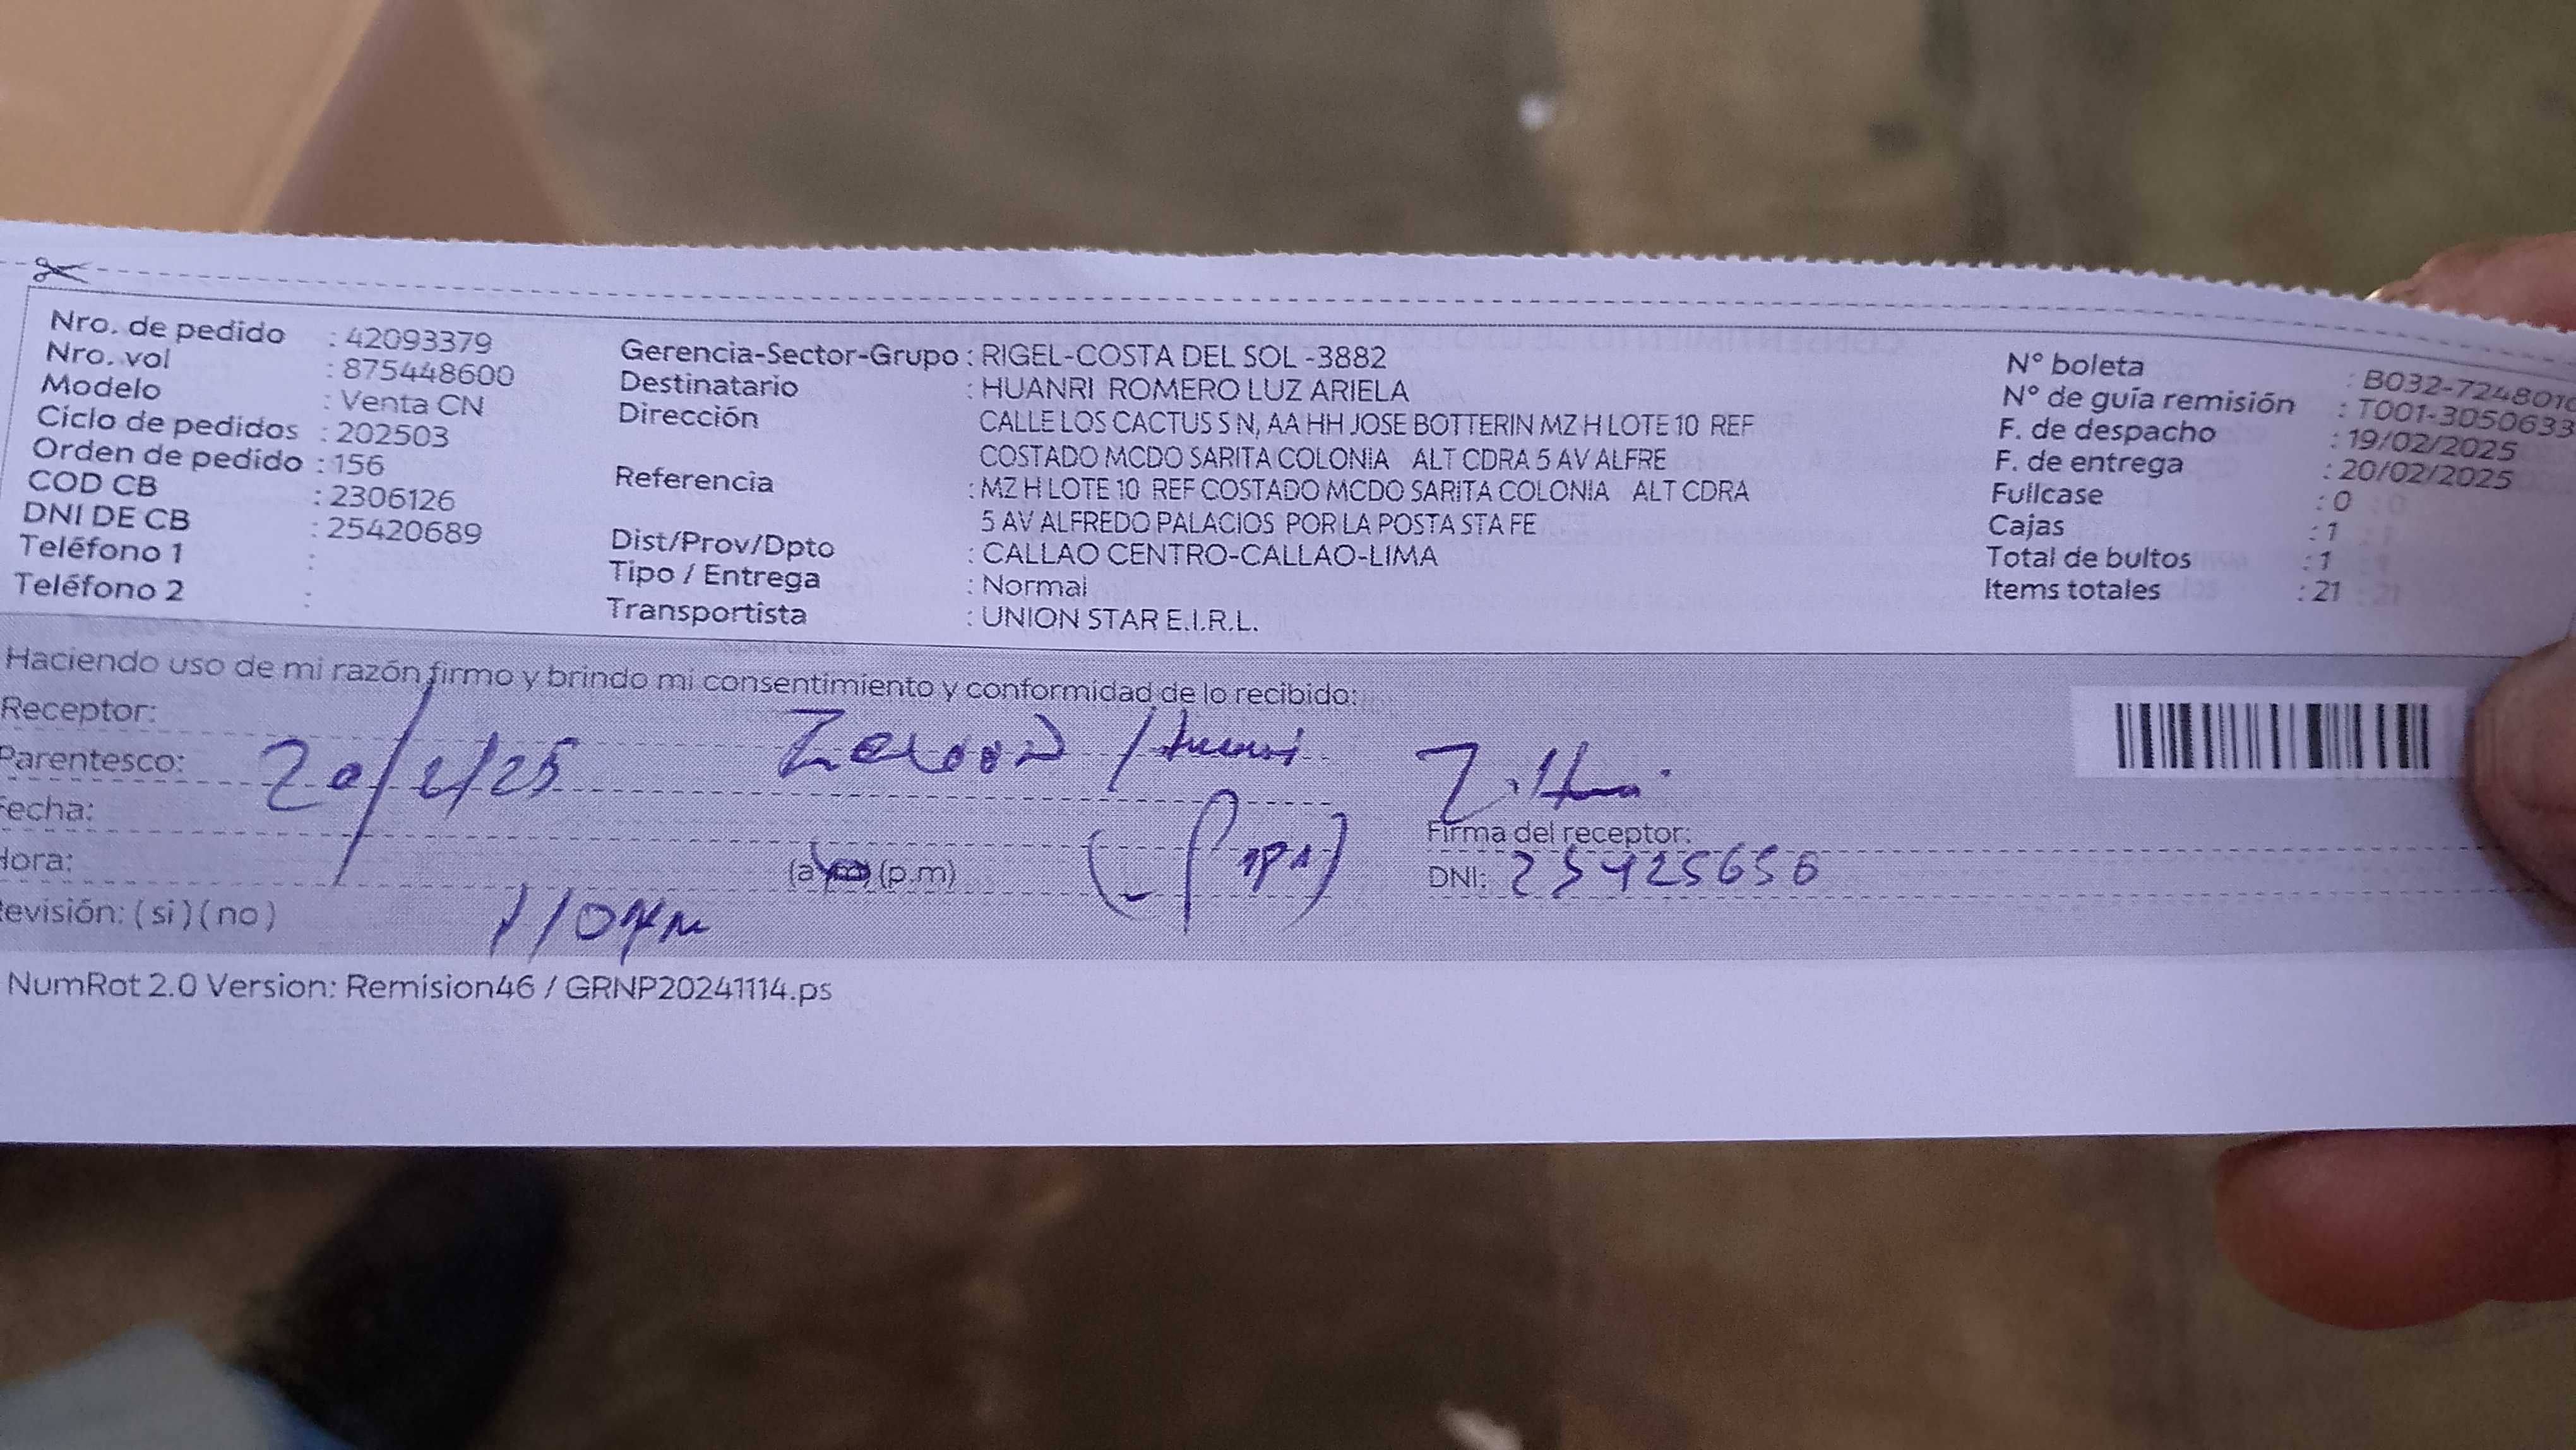 Nro. de pedido : 42093379
Nro. vol : 875448600
Modelo : Venta CN
Ciclo de pedidos : 202503
Orden de pedido : 156
COD CB : 2306126
DNI DE CB : 25420689
Teléfono 1 :
Teléfono 2 :
Gerencia-Sector-Grupo : RIGEL-COSTA DEL SOL -3882
Destinatario : HUANRI ROMERO LUZ ARIELA
Dirección CALLE LOS CACTUS S N, AA HH JOSE BOTTERIN MZ H LOTE 10 REF
COSTADO MCDO SARITA COLONIA ALT CDRA 5 AV ALFRE
Referencia : MZ H LOTE 10 REF COSTADO MCDO SARITA COLONIA ALT CDRA
5 AV ALFREDO PALACIOS POR LA POSTA STA FE
Dist/Prov/Dpto : CALLAO CENTRO-CALLAO-LIMA
Tipo / Entrega : Normal
Transportista : UNION STAR E.I.R.L.
N° boleta : B032-7248010
N° de guía remisión : T001-3050633
F. de despacho : 19/02/2025
F. de entrega : 20/02/2025
Fullcase : 0
Cajas : 1
Total de bultos : 1
Items totales : 21
Haciendo uso de mi razón firmo y brindo mi consentimiento y conformidad de lo recibido:
Receptor:
Parentesco:
20/2/25
Fecha:
Hora: (p.m)
Firma del receptor:
DNI: 25425656
Revisión: (si) (no)
NumRot 2.0 Version: Remision46 / GRNP20241114.ps